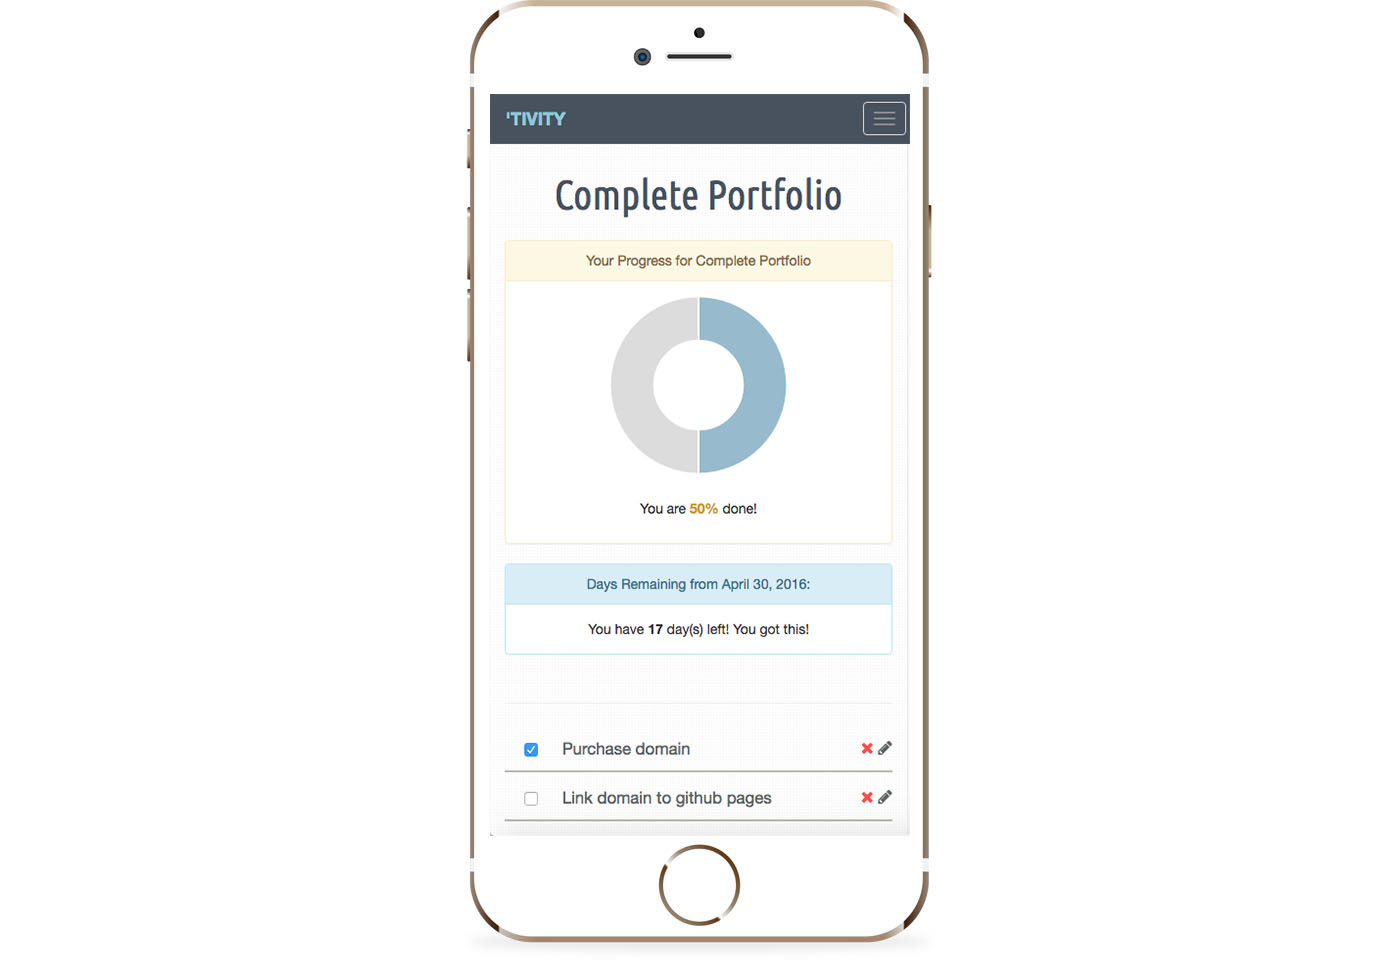 'TIVITY
Complete Portfolio
Your Progress for Complete Portfolio
You are 50% done!
Days Remaining from April 30, 2016:
You have 17 day(s) left! You got this!
Purchase domain
Link domain to github pages